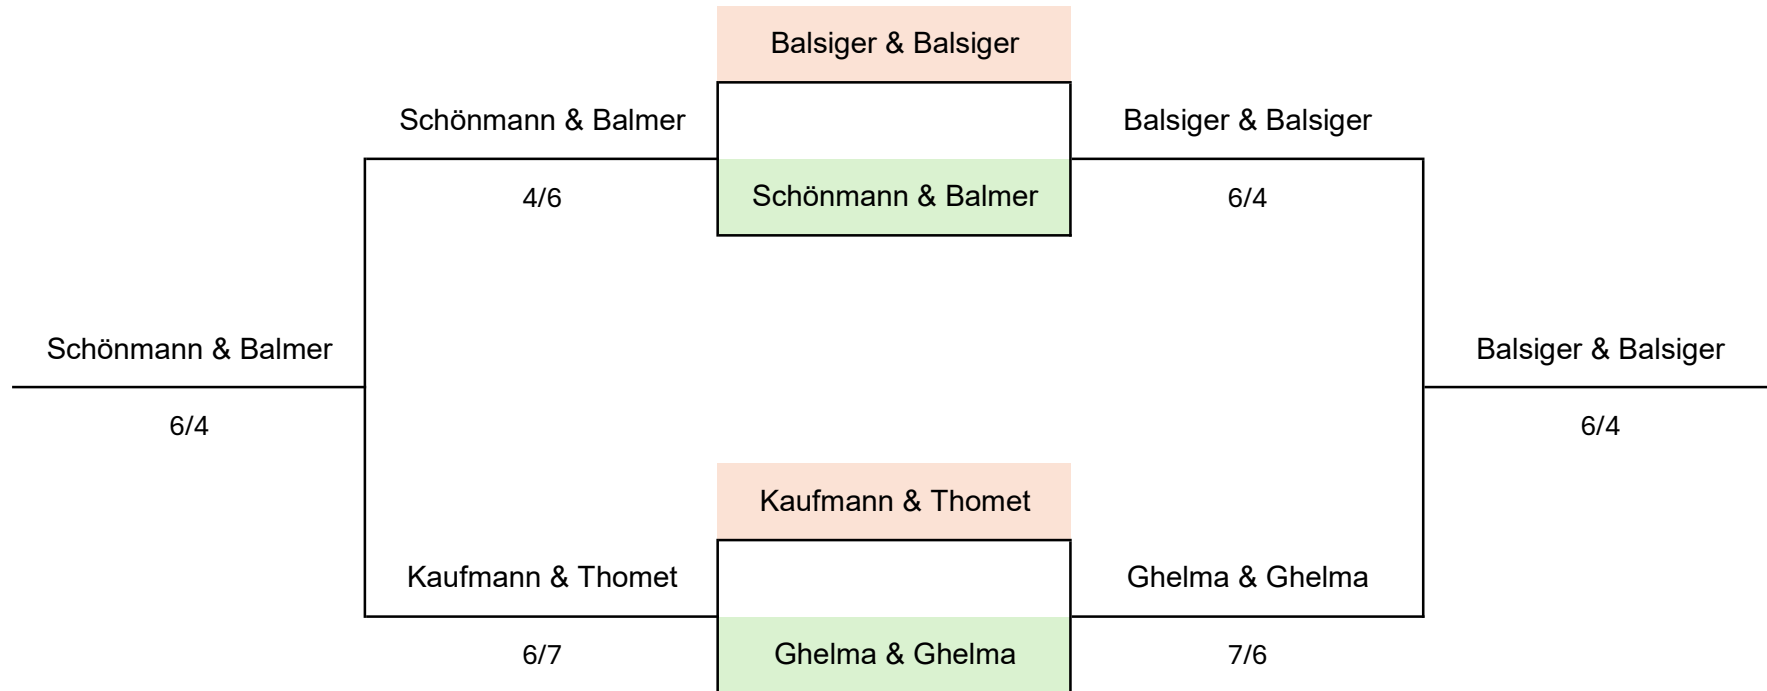 Balsiger & Balsiger
Schönmann & Balmer
Balsiger & Balsiger
4/6
Schönmann & Balmer
6/4
Schönmann & Balmer
Balsiger & Balsiger
6/4
6/4
Kaufmann & Thomet
Kaufmann & Thomet
Ghelma & Ghelma
6/7
Ghelma & Ghelma
7/6